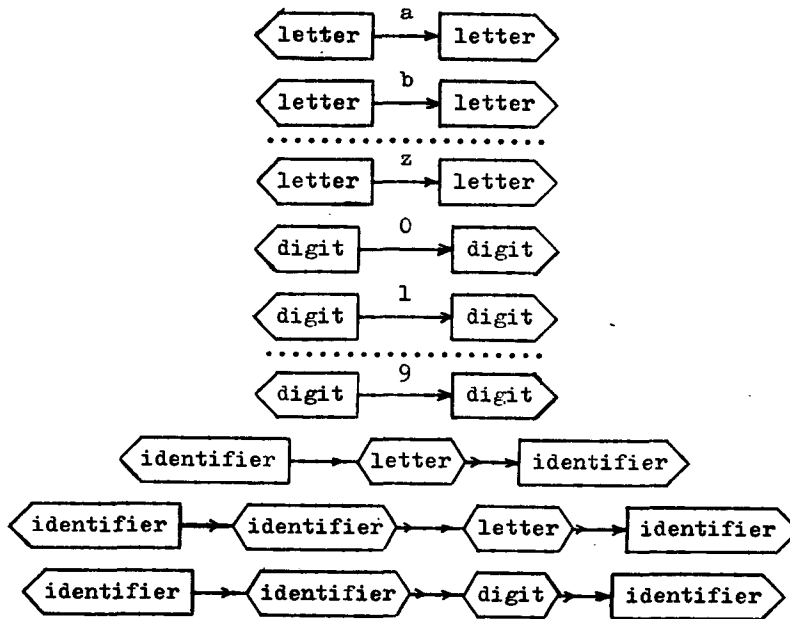 a
letter letter
b
letter letter
z
letter letter
0
digit digit
1
digit digit
9
digit digit
identifier letter identifier
identifier identifier letter identifier
identifier identifier digit identifier